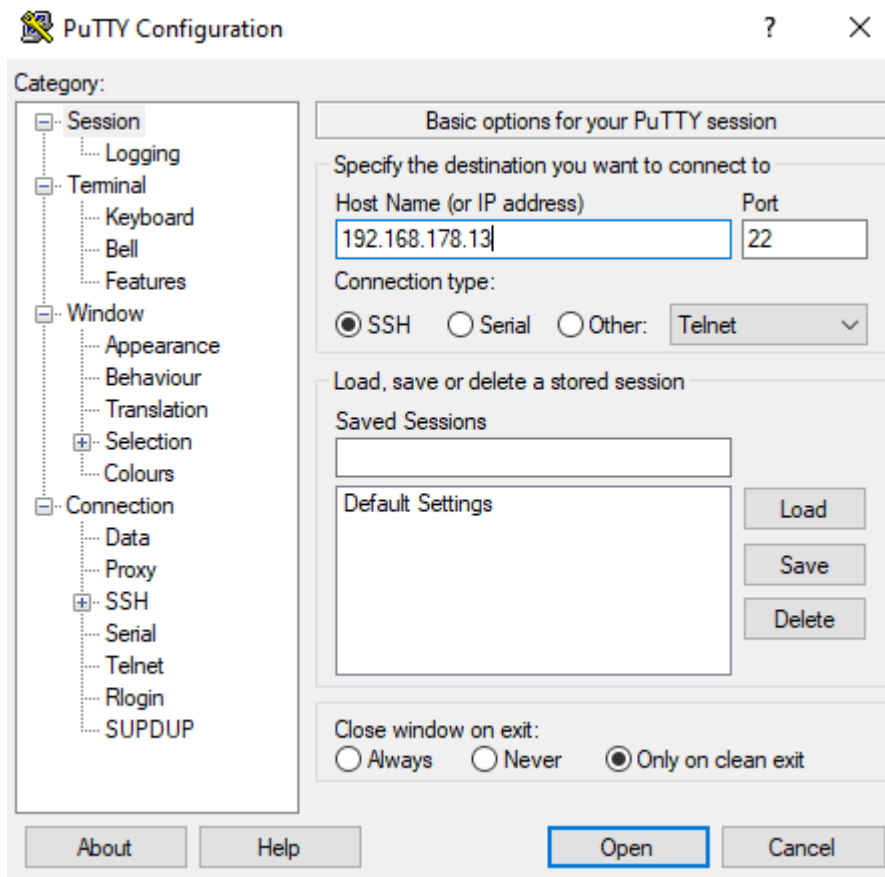 PuTTY Configuration
?
Category:
Session
Logging
Terminal
Keyboard
Bell
Features
Window
Appearance
Behaviour
Translation
Selection
Colours
Connection
Data
Proxy
SSH
Serial
Telnet
Rlogin
SUPDUP
Basic options for your PuTTY session
Specify the destination you want to connect to
Host Name (or IP address) Port
192.168.178.13 22
Connection type:
SSH Serial Other: Telnet
Load, save or delete a stored session
Saved Sessions
Default Settings
Load
Save
Delete
Close window on exit:
Always Never Only on clean exit
About Help Open Cancel